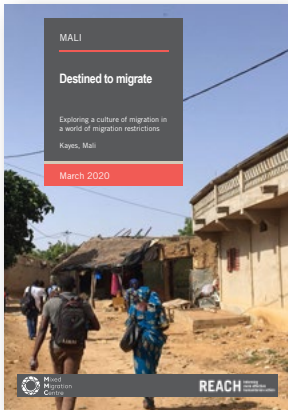 MALI
Destined to migrate
Exploring a culture of migration in
a world of migration restrictions
Kayes, Mali
March 2020
Mixed
Migration
Centre
REACH